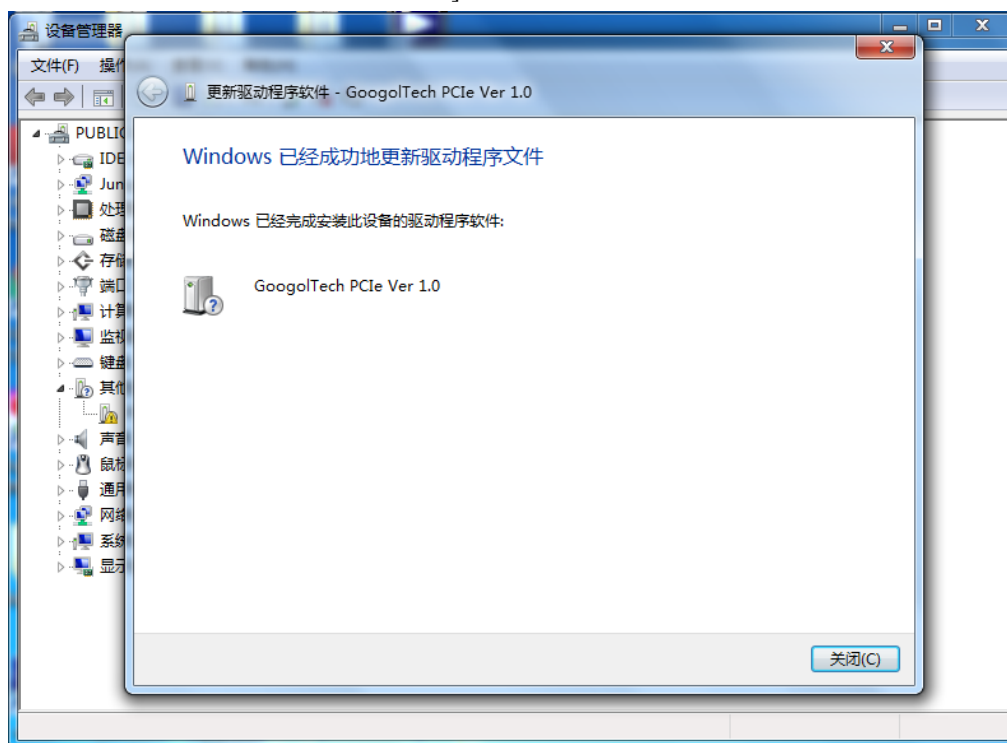 设备管理器
文件(F)
更新驱动程序软件 - GoogolTech PCIe Ver 1.0
Windows 已经成功地更新驱动程序文件
Windows 已经完成安装此设备的驱动程序软件:
GoogolTech PCIe Ver 1.0
PUBLIC
IDE
Jun
处理
磁盘
存储
端口
计算
监视
键盘
其他
声音
鼠标
通用
网络
系统
显示
关闭(C)